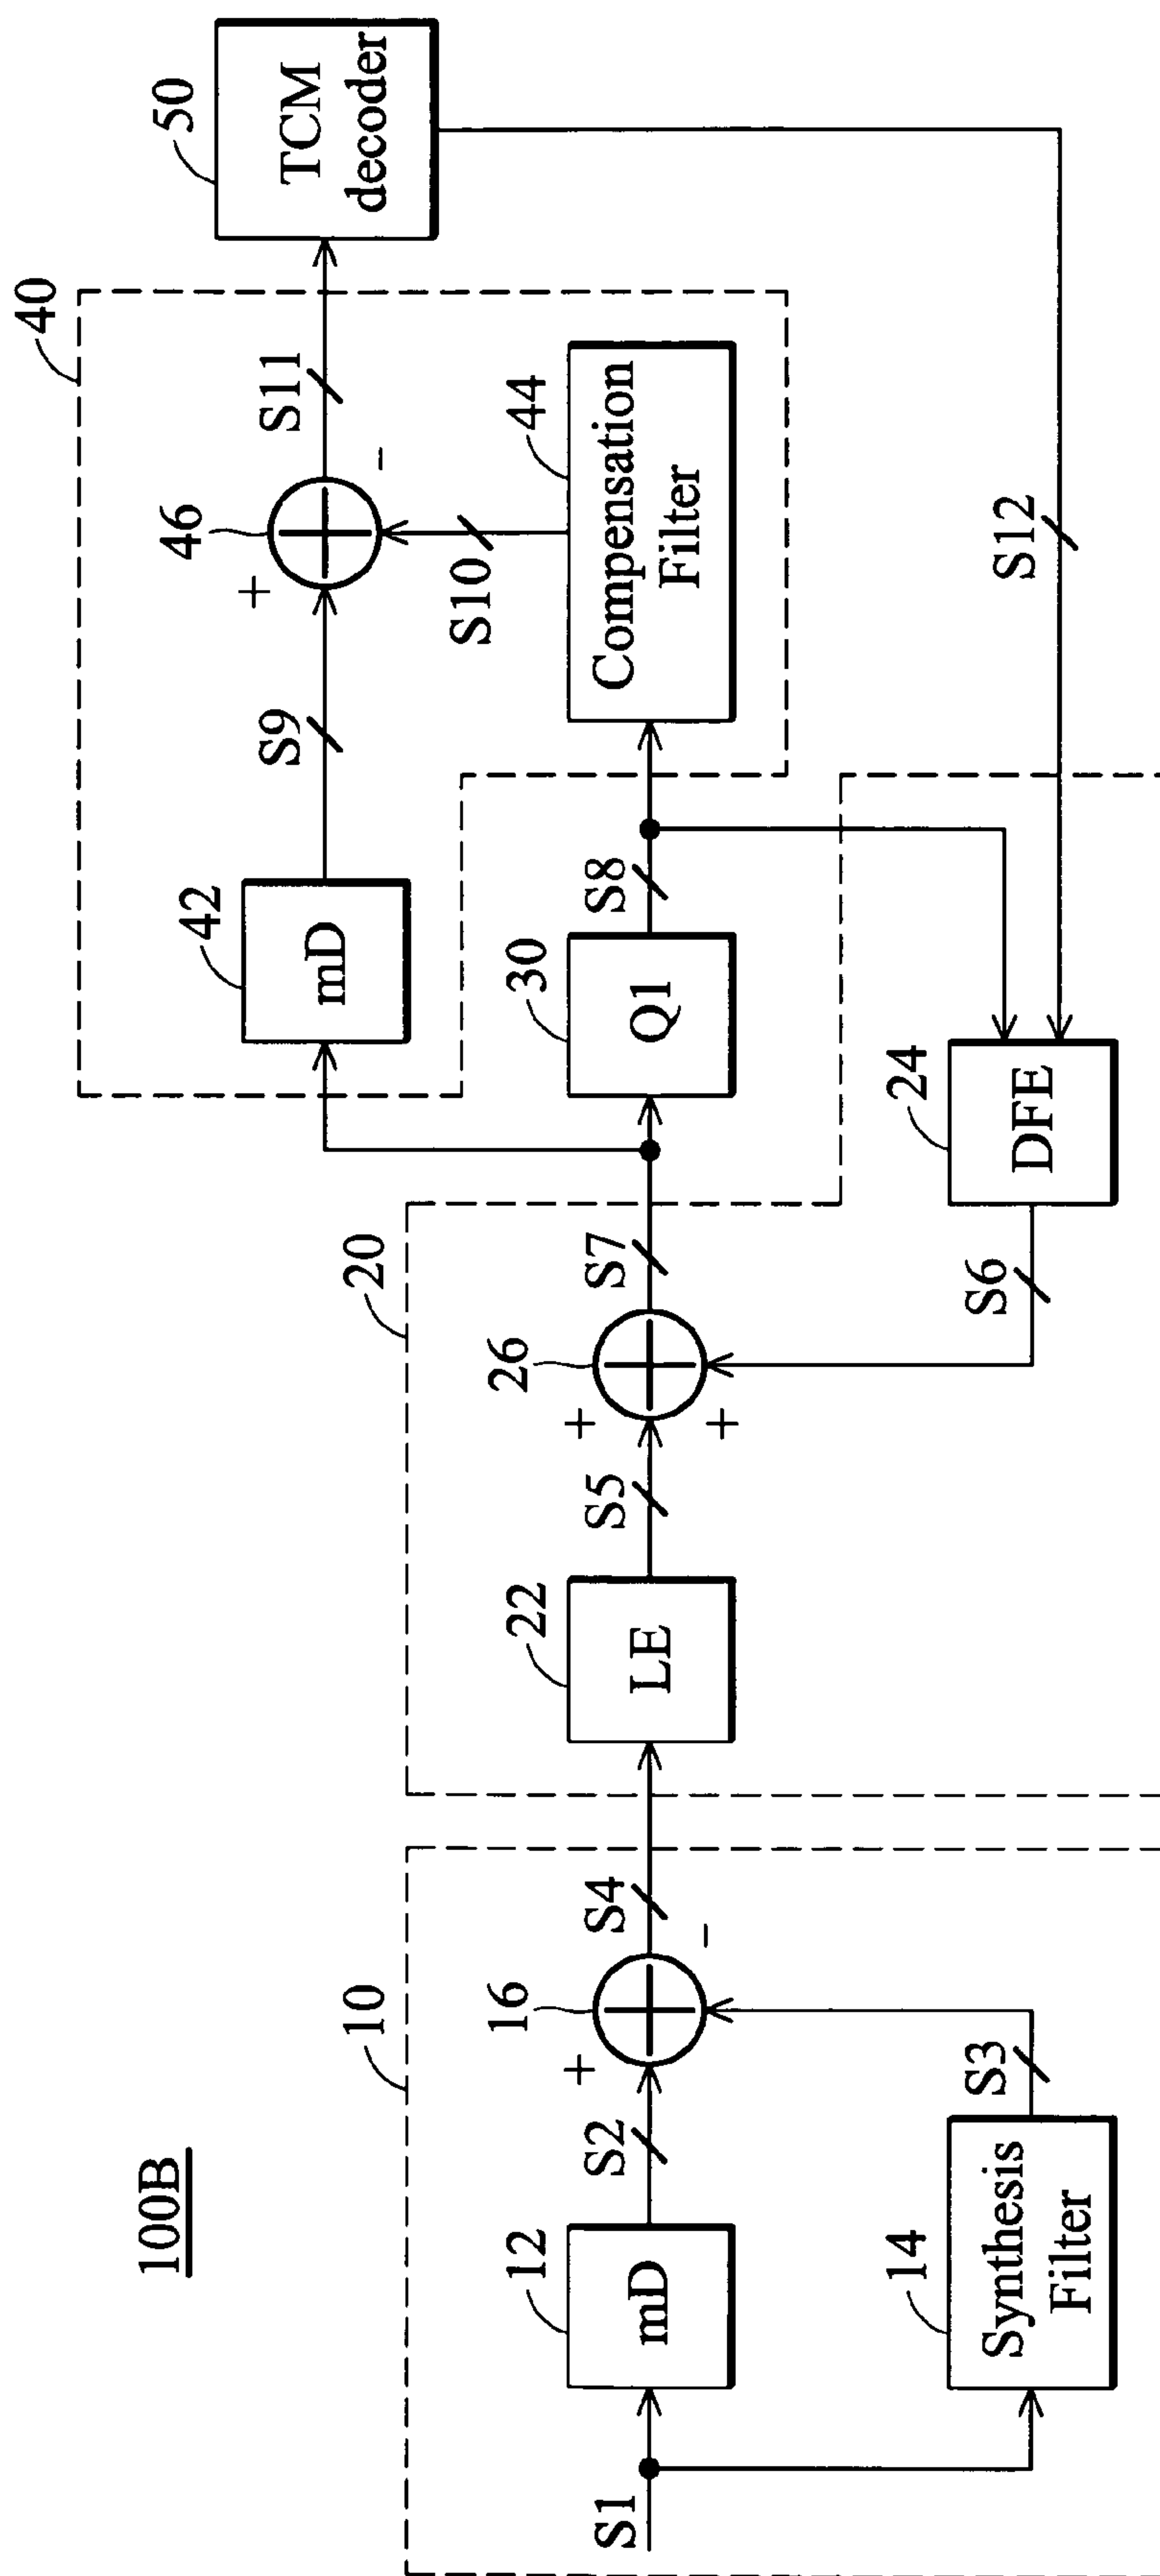 100B
10
20
40
S1
12
mD
S2
+
16
-
S4
14
Synthesis
Filter
S3
22
LE
S5
+
26
+
S7
S6
24
DFE
30
Q1
S8
42
mD
S9
+
46
-
S11
S10
44
Compensation
Filter
50
TCM
decoder
S12